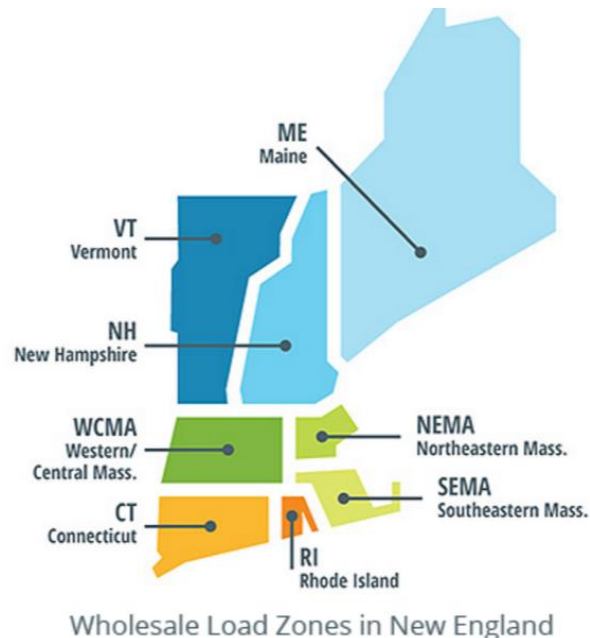 ME
Maine
VT
Vermont
NH
New Hampshire
WCMA
Western/
Central Mass.
NEMA
Northeastern Mass.
SEMA
Southeastern Mass.
CT
Connecticut
RI
Rhode Island
Wholesale Load Zones in New England